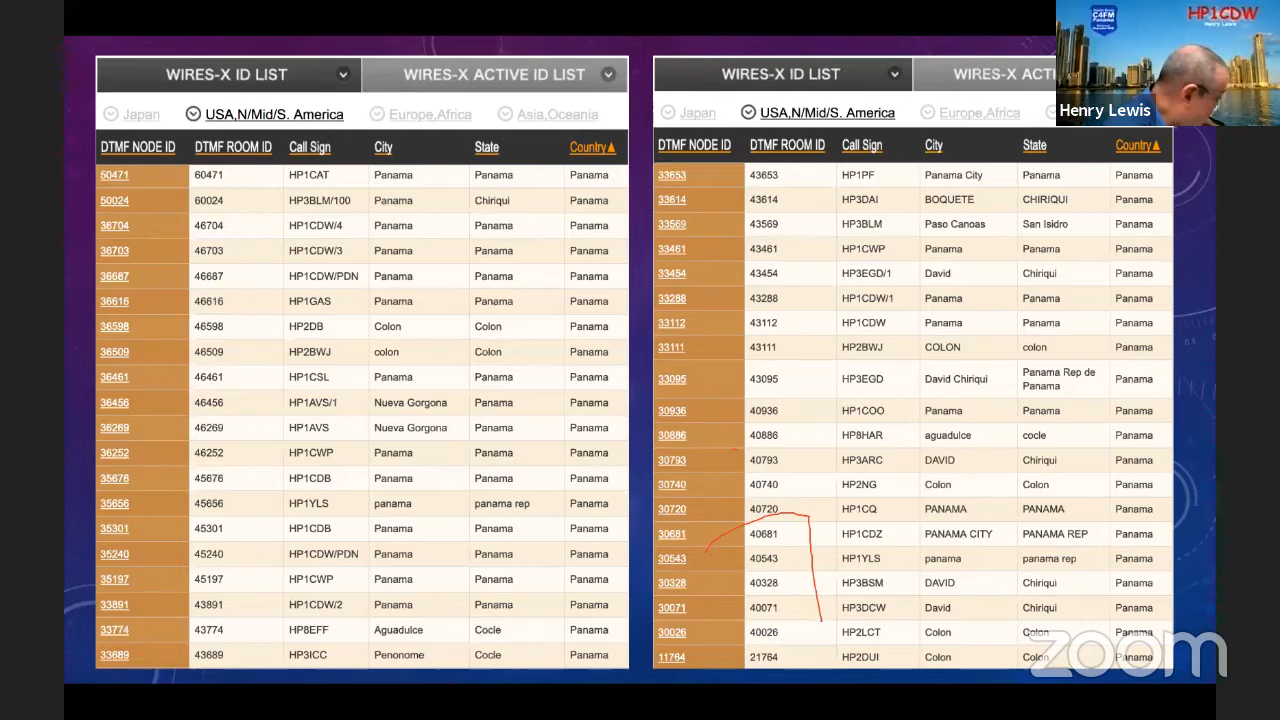 WIRES-X ID LIST WIRES-X ACTIVE ID LIST
Japan USA,N/Mid/S. America Europe,Africa Asia,Oceania
DTMF NODE ID DTMF ROOM ID Call Sign City State Country▲
50471 60471 HP1CAT Panama Panama Panama
50024 60024 HP3BLM/100 Panama Chiriqui Panama
36704 46704 HP1CDW/4 Panama Panama Panama
36703 46703 HP1CDW/3 Panama Panama Panama
36687 46687 HP1CDW/PDN Panama Panama Panama
36616 46616 HP1GAS Panama Panama Panama
36598 46598 HP2DB Colon Colon Panama
36509 46509 HP2BWJ colon Colon Panama
36461 46461 HP1CSL Panama Panama Panama
36456 46456 HP1AVS/1 Nueva Gorgona Panama Panama
36269 46269 HP1AVS Nueva Gorgona Panama Panama
36252 46252 HP1CWP Panama Panama Panama
35676 45676 HP1CDB Panama Panama Panama
35656 45656 HP1YLS panama panama rep Panama
35301 45301 HP1CDB Panama Panama Panama
35240 45240 HP1CDW/PDN Panama Panama Panama
35197 45197 HP1CWP Panama Panama Panama
33891 43891 HP1CDW/2 Panama Panama Panama
33774 43774 HP8EFF Aguadulce Cocle Panama
33689 43689 HP3ICC Penonome Cocle Panama
WIRES-X ID LIST WIRES-X ACTI
Japan USA,N/Mid/S. America Europe,Africa
DTMF NODE ID DTMF ROOM ID Call Sign City State Country▲
33653 43653 HP1PF Panama City Panama Panama
33614 43614 HP3DAI BOQUETE CHIRIQUI Panama
33569 43569 HP3BLM Paso Canoas San Isidro Panama
33461 43461 HP1CWP Panama Panama Panama
33454 43454 HP3EGD/1 David Chiriqui Panama
33288 43288 HP1CDW/1 Panama Panama Panama
33112 43112 HP1CDW Panama Panama Panama
33111 43111 HP2BWJ COLON colon Panama
33095 43095 HP3EGD David Chiriqui Panama Rep de Panama Panama
30936 40936 HP1COO Panama Panama Panama
30886 40886 HP8HAR aguadulce cocle Panama
30793 40793 HP3ARC DAVID Chiriqui Panama
30740 40740 HP2NG Colon Colon Panama
30720 40720 HP1CQ PANAMA PANAMA Panama
30681 40681 HP1CDZ PANAMA CITY PANAMA REP Panama
30543 40543 HP1YLS panama panama rep Panama
30328 40328 HP3BSM DAVID Chiriqui Panama
30071 40071 HP3DCW David Chiriqui Panama
30026 40026 HP2LCT Colon Colon Panama
11764 21764 HP2DUI Colon Colon Panama
C4FM
Panama
HP1CDW
Henry Lewis
Henry Lewis
zoom